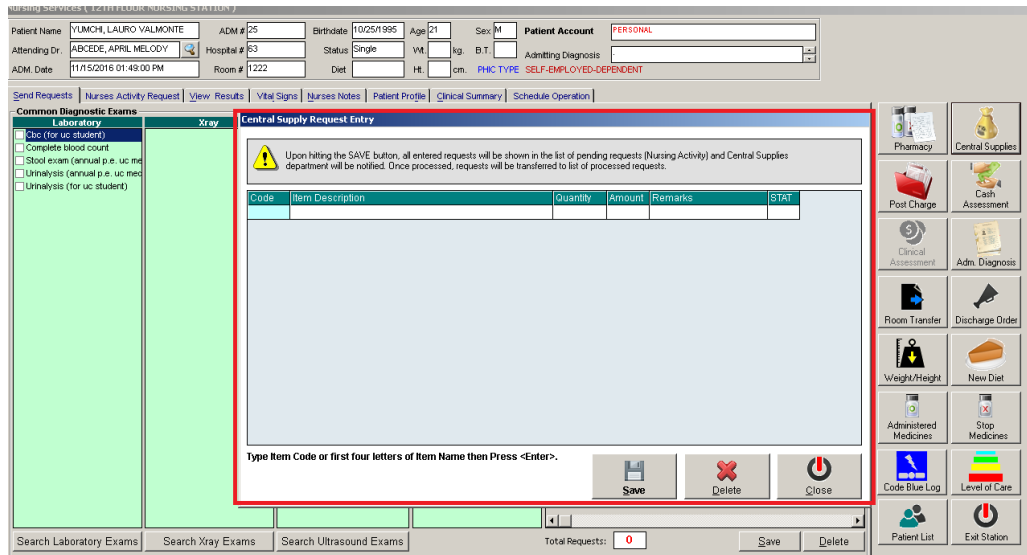 Nursing Services ( 12TH FLOOR NURSING STATION )
Patient Name YUMCHI, LAURO VALMONTE ADM # 25 Birthdate 10/25/1995 Age 21 Sex M Patient Account PERSONAL
Attending Dr. ABCEDE, APRIL MELODY Hospital # 63 Status Single Wt. kg. B.T. Admitting Diagnosis
ADM. Date 11/15/2016 01:49:00 PM Room # 1222 Diet Ht. cm. PHIC TYPE SELF-EMPLOYED-DEPENDENT
Send Requests Nurses Activity Request View Results Vital Signs Nurses Notes Patient Profile Clinical Summary Schedule Operation
Common Diagnostic Exams
Laboratory Xray
Cbc (for uc student)
Complete blood count
Stool exam (annual p.e. uc me
Urinalysis (annual p.e. uc med
Urinalysis (for uc student)
Central Supply Request Entry
Upon hitting the SAVE button, all entered requests will be shown in the list of pending requests (Nursing Activity) and Central Supplies
department will be notified. Once processed, requests will be transferred to list of processed requests.
Code Item Description Quantity Amount Remarks STAT
Type Item Code or first four letters of Item Name then Press <Enter>.
Save Delete Close
Pharmacy Central Supplies
Post Charge Cash Assessment
Clinical Assessment Adm. Diagnosis
Room Transfer Discharge Order
Weight/Height New Diet
Administered Medicines Stop Medicines
Code Blue Log Level of Care
Patient List Exit Station
Search Laboratory Exams Search Xray Exams Search Ultrasound Exams Total Requests: 0 Save Delete